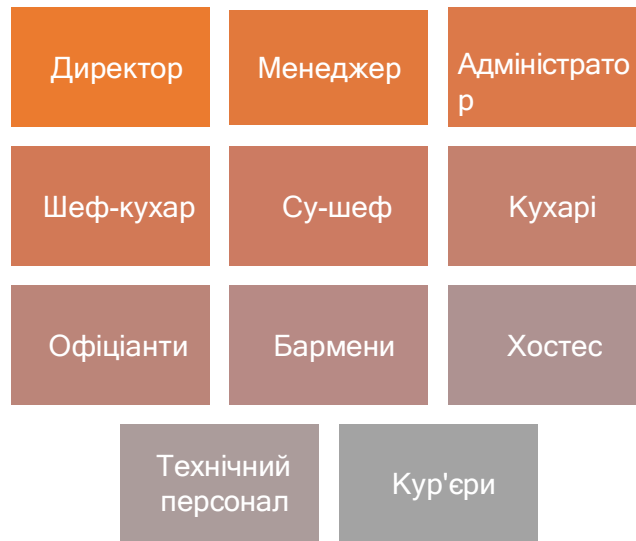 Директор
Менеджер
Адміністрато
р
Шеф-кухар
Су-шеф
Кухарі
Офіціанти
Бармени
Хостес
Технічний
персонал
Кур'єри